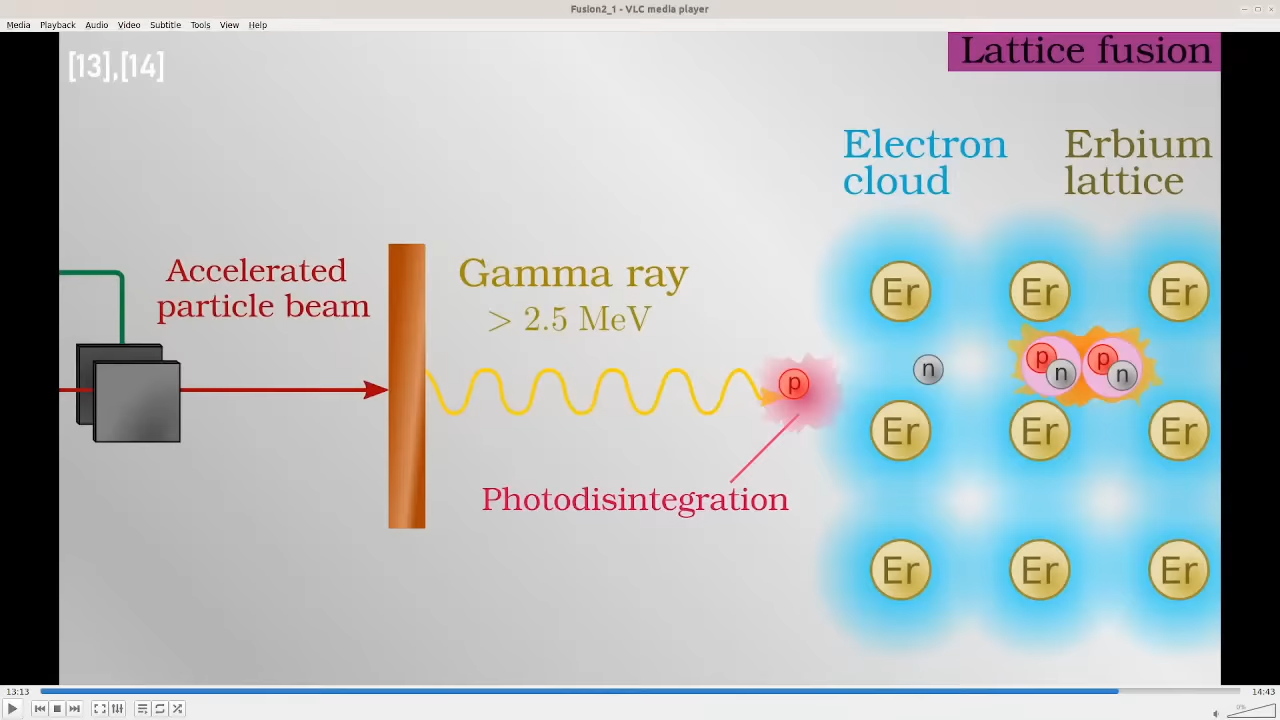 Fusion2_1 - VLC media player
Media Playback Audio Video Subtitle Tools View Help
[13],[14]
Lattice fusion
Electron
cloud
Erbium
lattice
Accelerated
particle beam
Gamma ray
> 2.5 MeV
Er Er Er
p
n
p n p n
Er Er Er
Photodisintegration
Er Er Er
13:13
14:43
0%